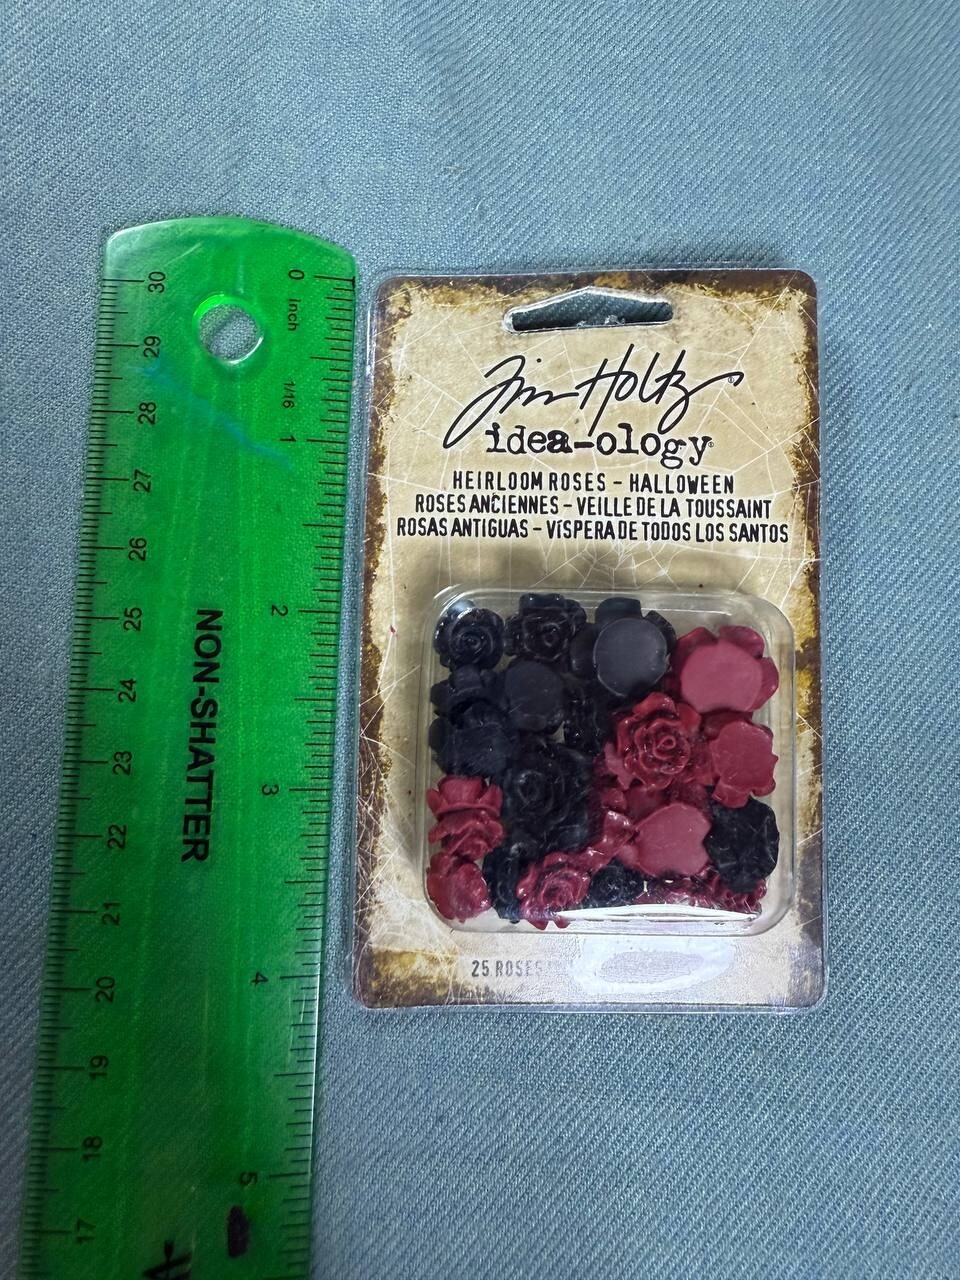 Tim Holtz®
idea-ology®
HEIRLOOM ROSES – HALLOWEEN
ROSES ANCIENNES – VEILLE DE LA TOUSSAINT
ROSAS ANTIGUAS – VÍSPERA DE TODOS LOS SANTOS
25 ROSES
0 inch
1/16
1
2
3
4
5
NON-SHATTER
30
29
28
27
26
25
24
23
22
21
20
19
18
17